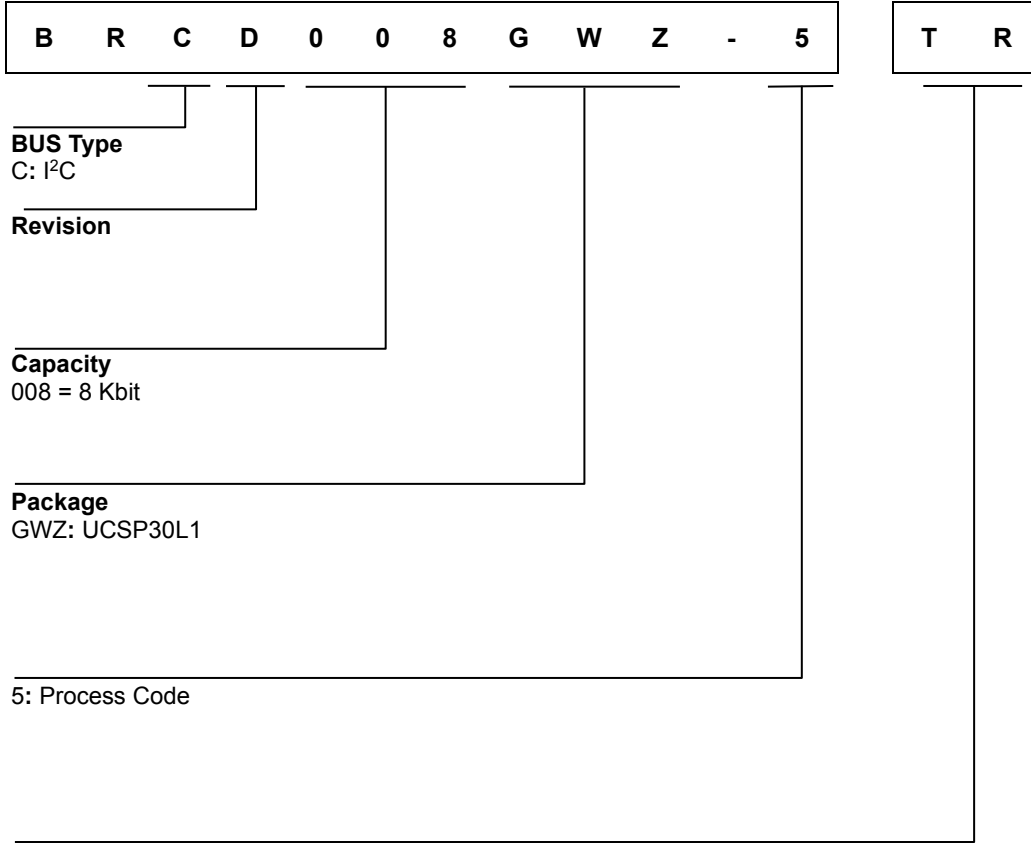 B R C D 0 0 8 G W Z - 5 T R
BUS Type
C: I²C
Revision
Capacity
008 = 8 Kbit
Package
GWZ: UCSP30L1
5: Process Code